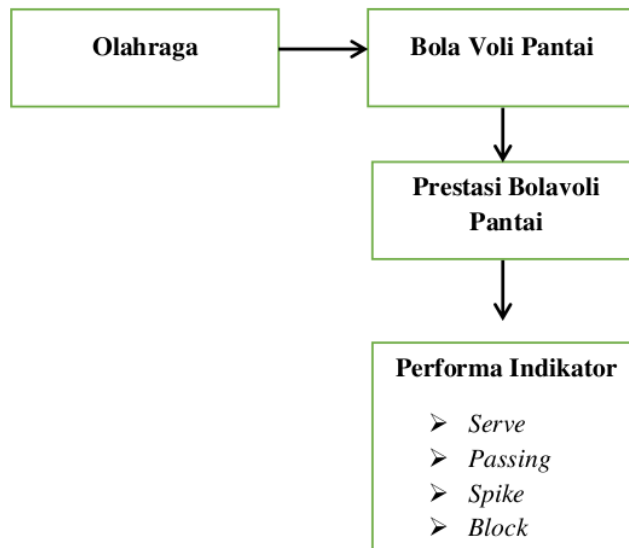 Olahraga
Bola Voli Pantai
Prestasi Bolavoli
Pantai
Performa Indikator
➢ Serve
➢ Passing
➢ Spike
➢ Block